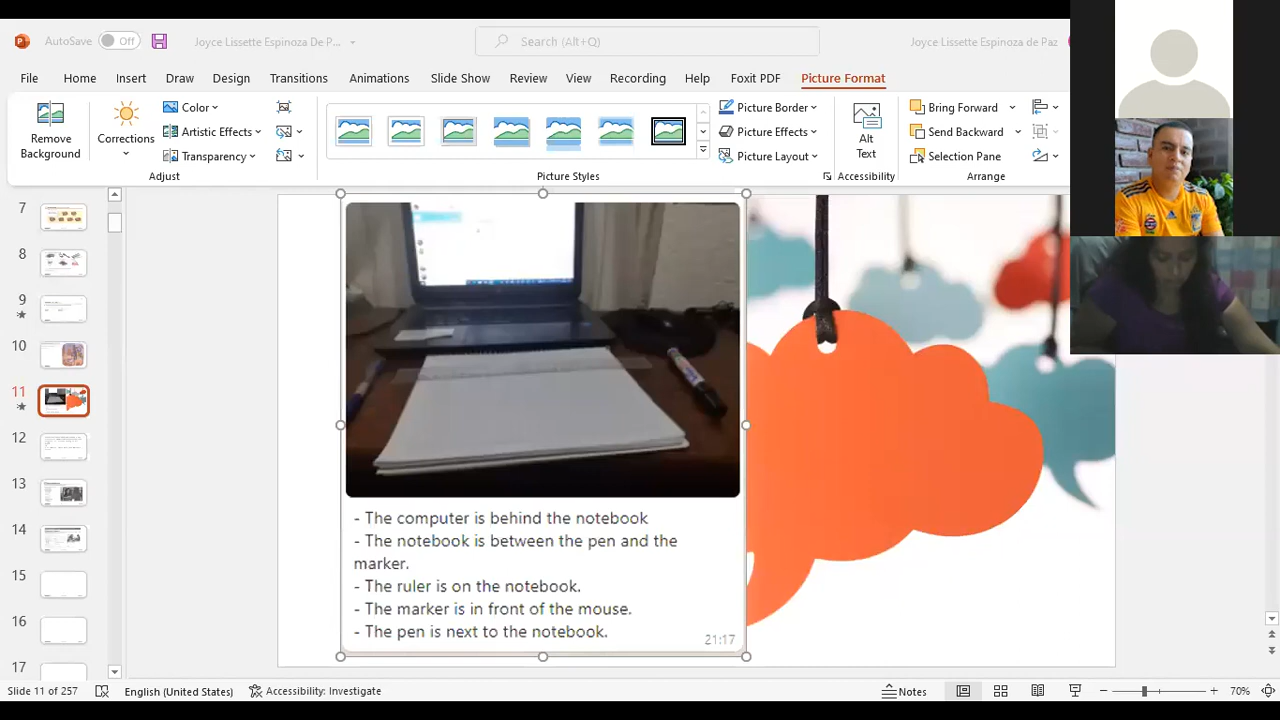 AutoSave Off Joyce Lissette Espinoza De P... Search (Alt+Q) Joyce Lissette Espinoza de Paz
File Home Insert Draw Design Transitions Animations Slide Show Review View Recording Help Foxit PDF Picture Format
Remove Background
Corrections
Color
Artistic Effects
Transparency
Adjust
Picture Styles
Picture Border
Picture Effects
Picture Layout
Alt Text
Accessibility
Bring Forward
Send Backward
Selection Pane
Arrange
7
8
9
10
11
12
13
14
15
16
17
- The computer is behind the notebook
- The notebook is between the pen and the
marker.
- The ruler is on the notebook.
- The marker is in front of the mouse.
- The pen is next to the notebook.
21:17
Slide 11 of 257 English (United States) Accessibility: Investigate Notes 70%